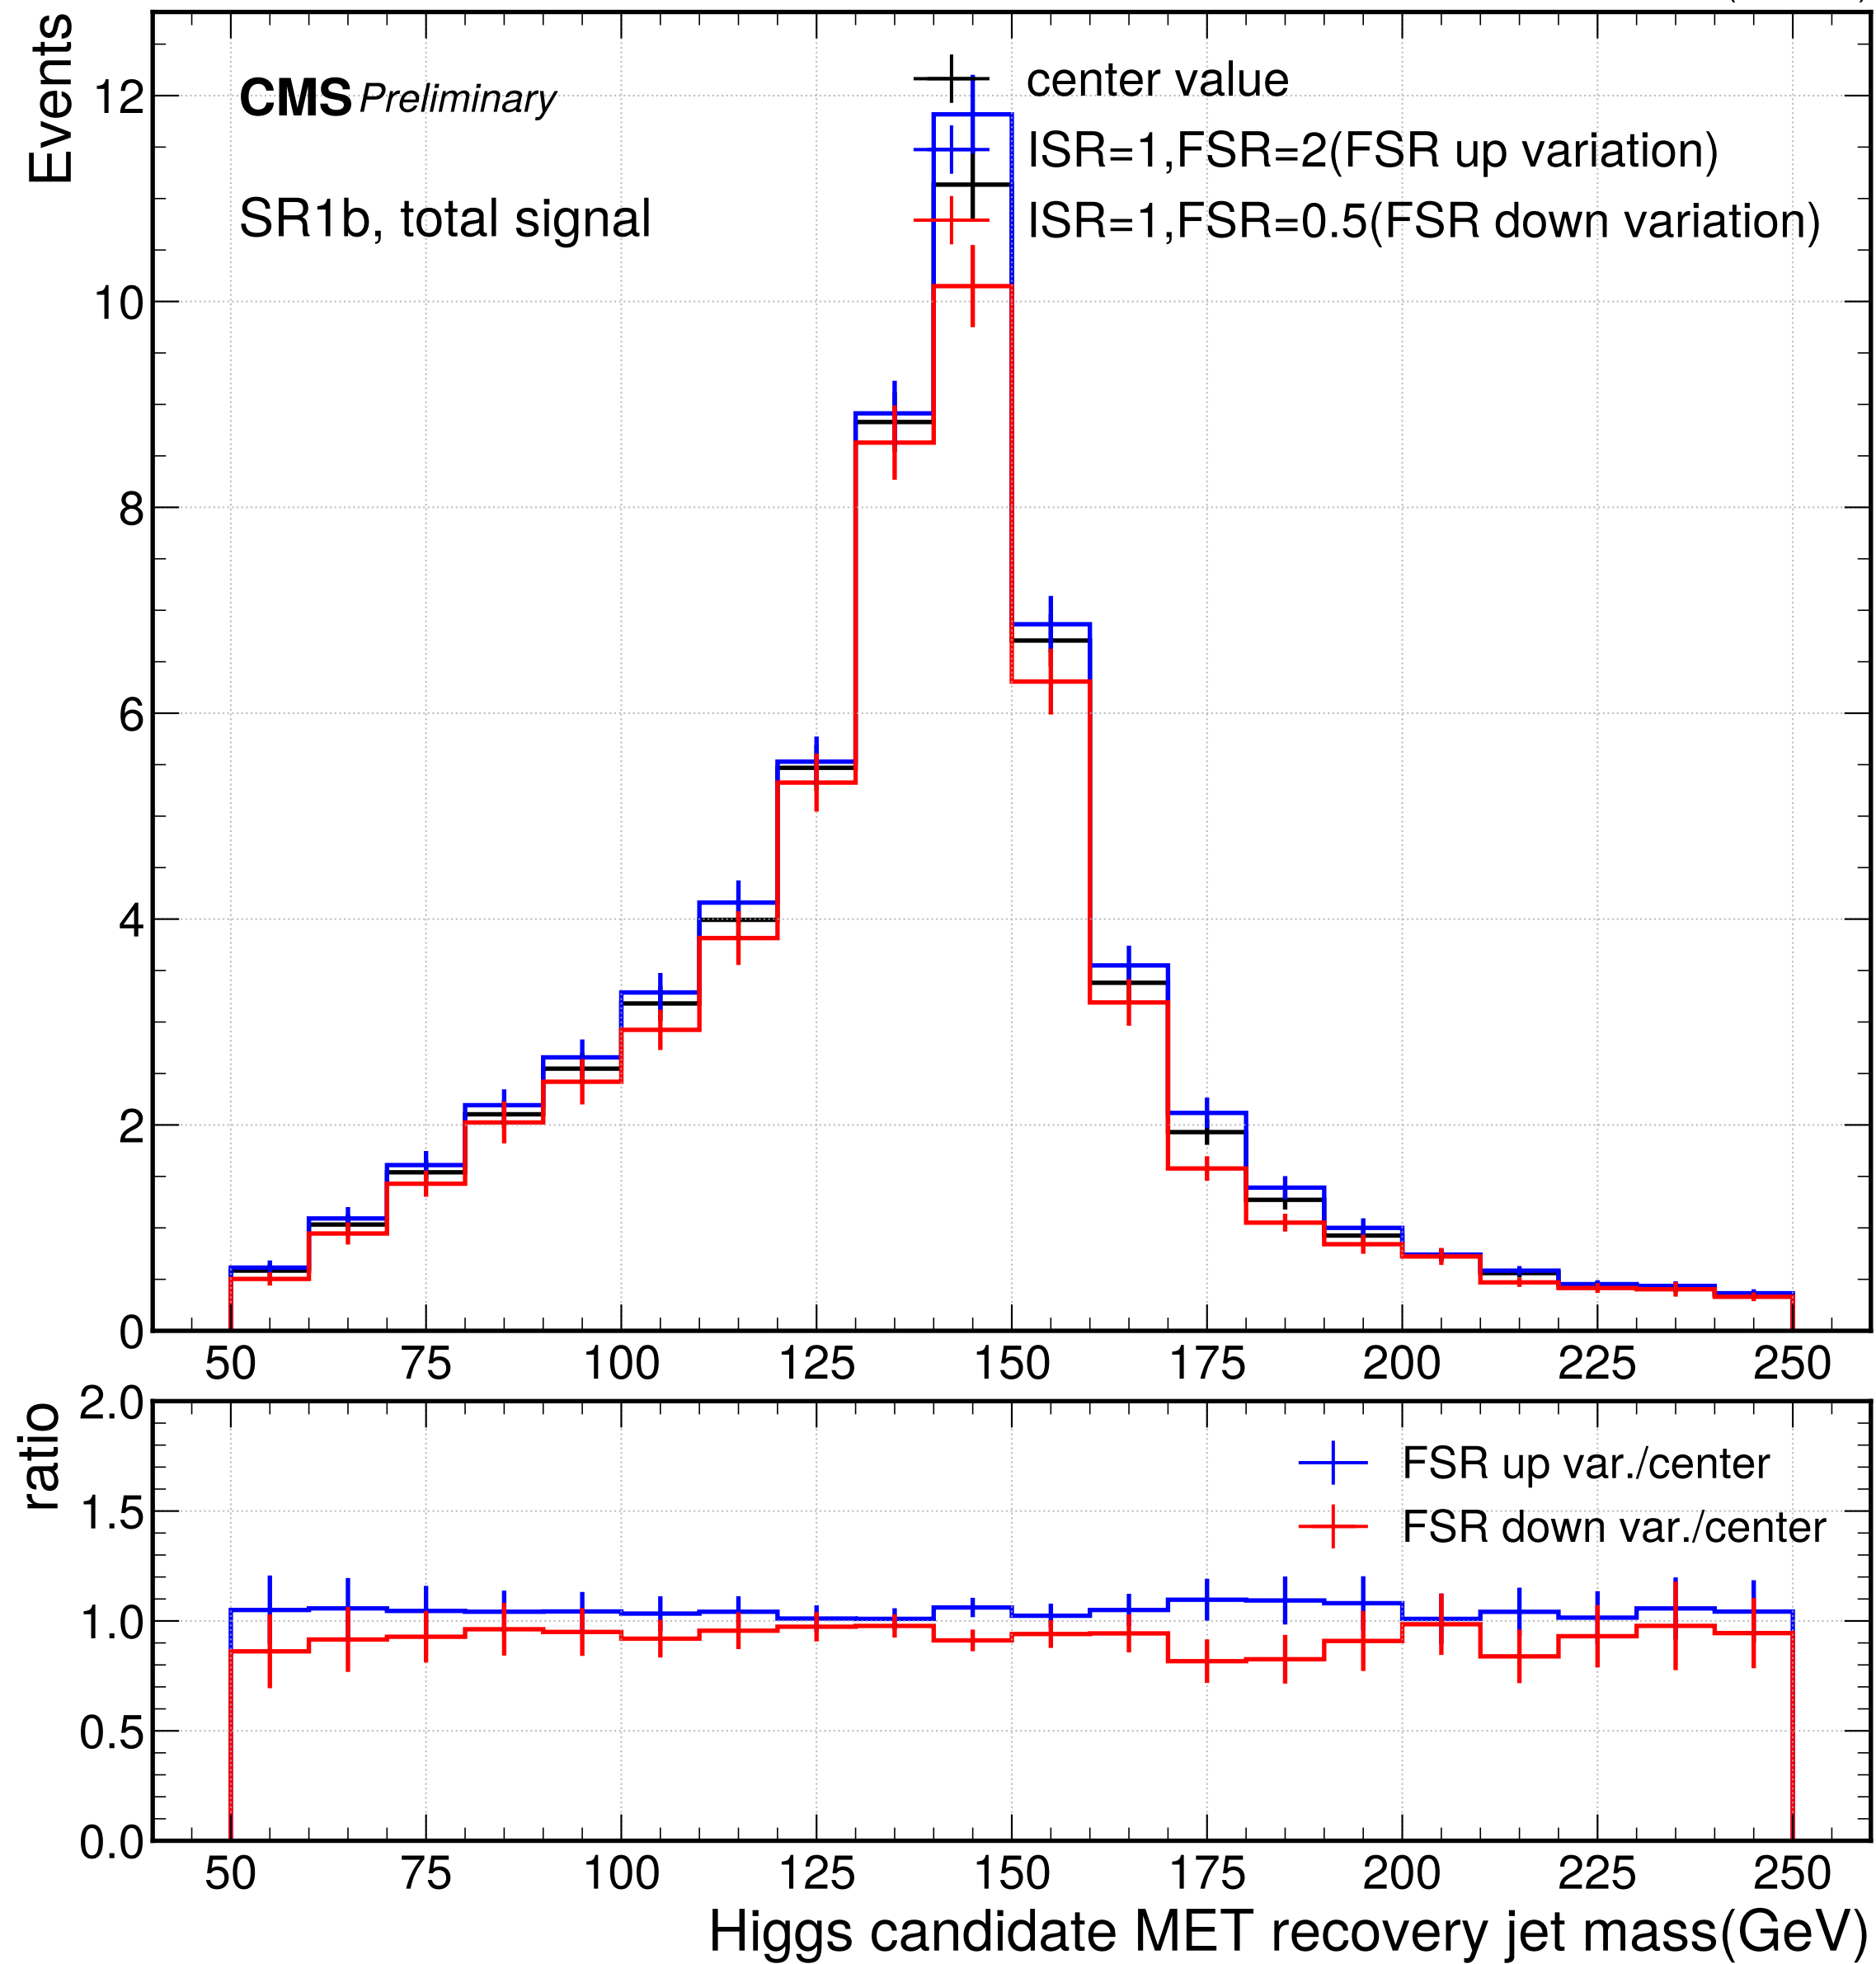 Events
12
10
8
6
4
2
0
CMS Preliminary
SR1b, total signal
center value
ISR=1,FSR=2(FSR up variation)
ISR=1,FSR=0.5(FSR down variation)
50 75 100 125 150 175 200 225 250
ratio
2.0
1.5
1.0
0.5
0.0
FSR up var./center
FSR down var./center
50 75 100 125 150 175 200 225 250
Higgs candidate MET recovery jet mass(GeV)